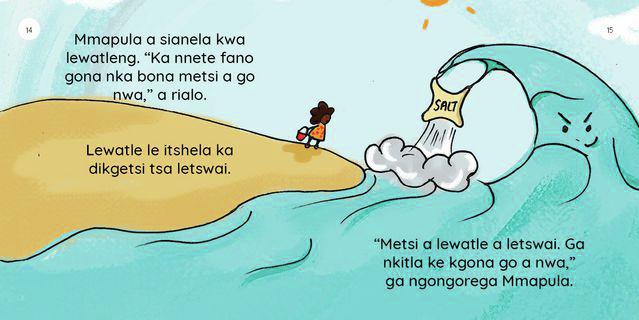 14
Mmapula a sianela kwa
lewatleng. “Ka nnete fano
gona nka bona metsi a go
nwa,” a rialo.
Lewatle le itshela ka
dikgetsi tsa letswai.
15
SALT
“Metsi a lewatle a letswai. Ga
nkitla ke kgona go a nwa,”
ga ngongorega Mmapula.